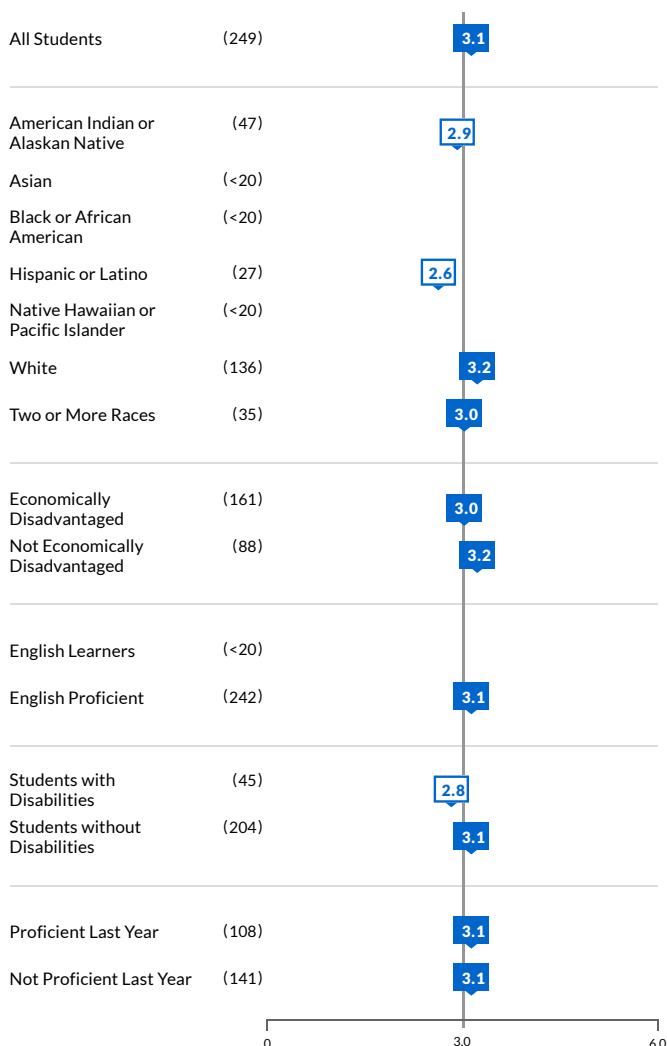 All Students (249) 3.1
American Indian or (47) 2.9
Alaskan Native
Asian (<20)
Black or African (<20)
American
Hispanic or Latino (27) 2.6
Native Hawaiian or (<20)
Pacific Islander
White (136) 3.2
Two or More Races (35) 3.0
Economically (161) 3.0
Disadvantaged
Not Economically (88) 3.2
Disadvantaged
English Learners (<20)
English Proficient (242) 3.1
Students with (45) 2.8
Disabilities
Students without (204) 3.1
Disabilities
Proficient Last Year (108) 3.1
Not Proficient Last Year (141) 3.1
0 3.0 6.0